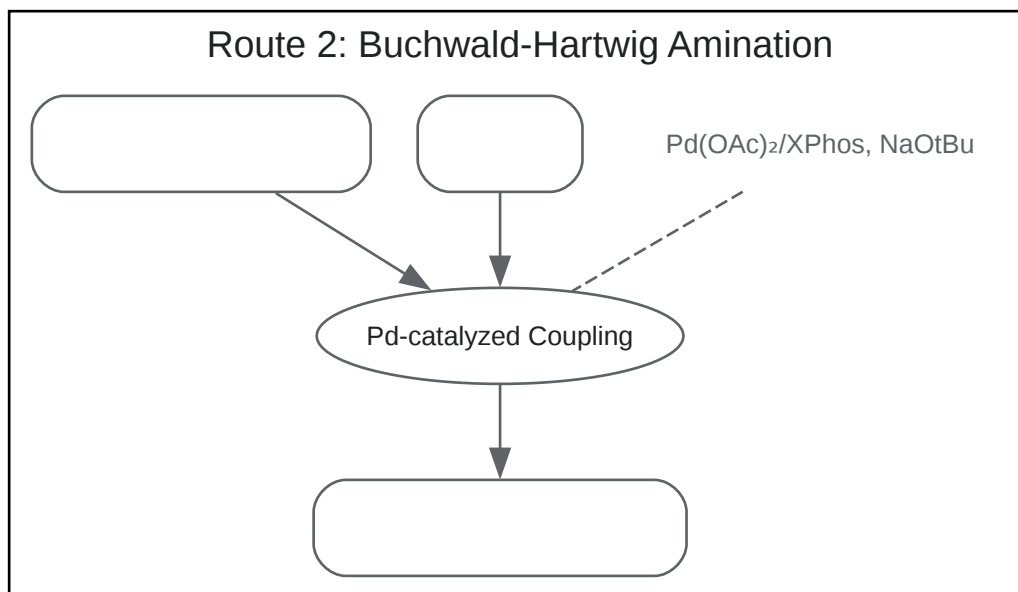 Route 2: Buchwald-Hartwig Amination
Pd(OAc)₂/XPhos, NaOtBu
Pd-catalyzed Coupling